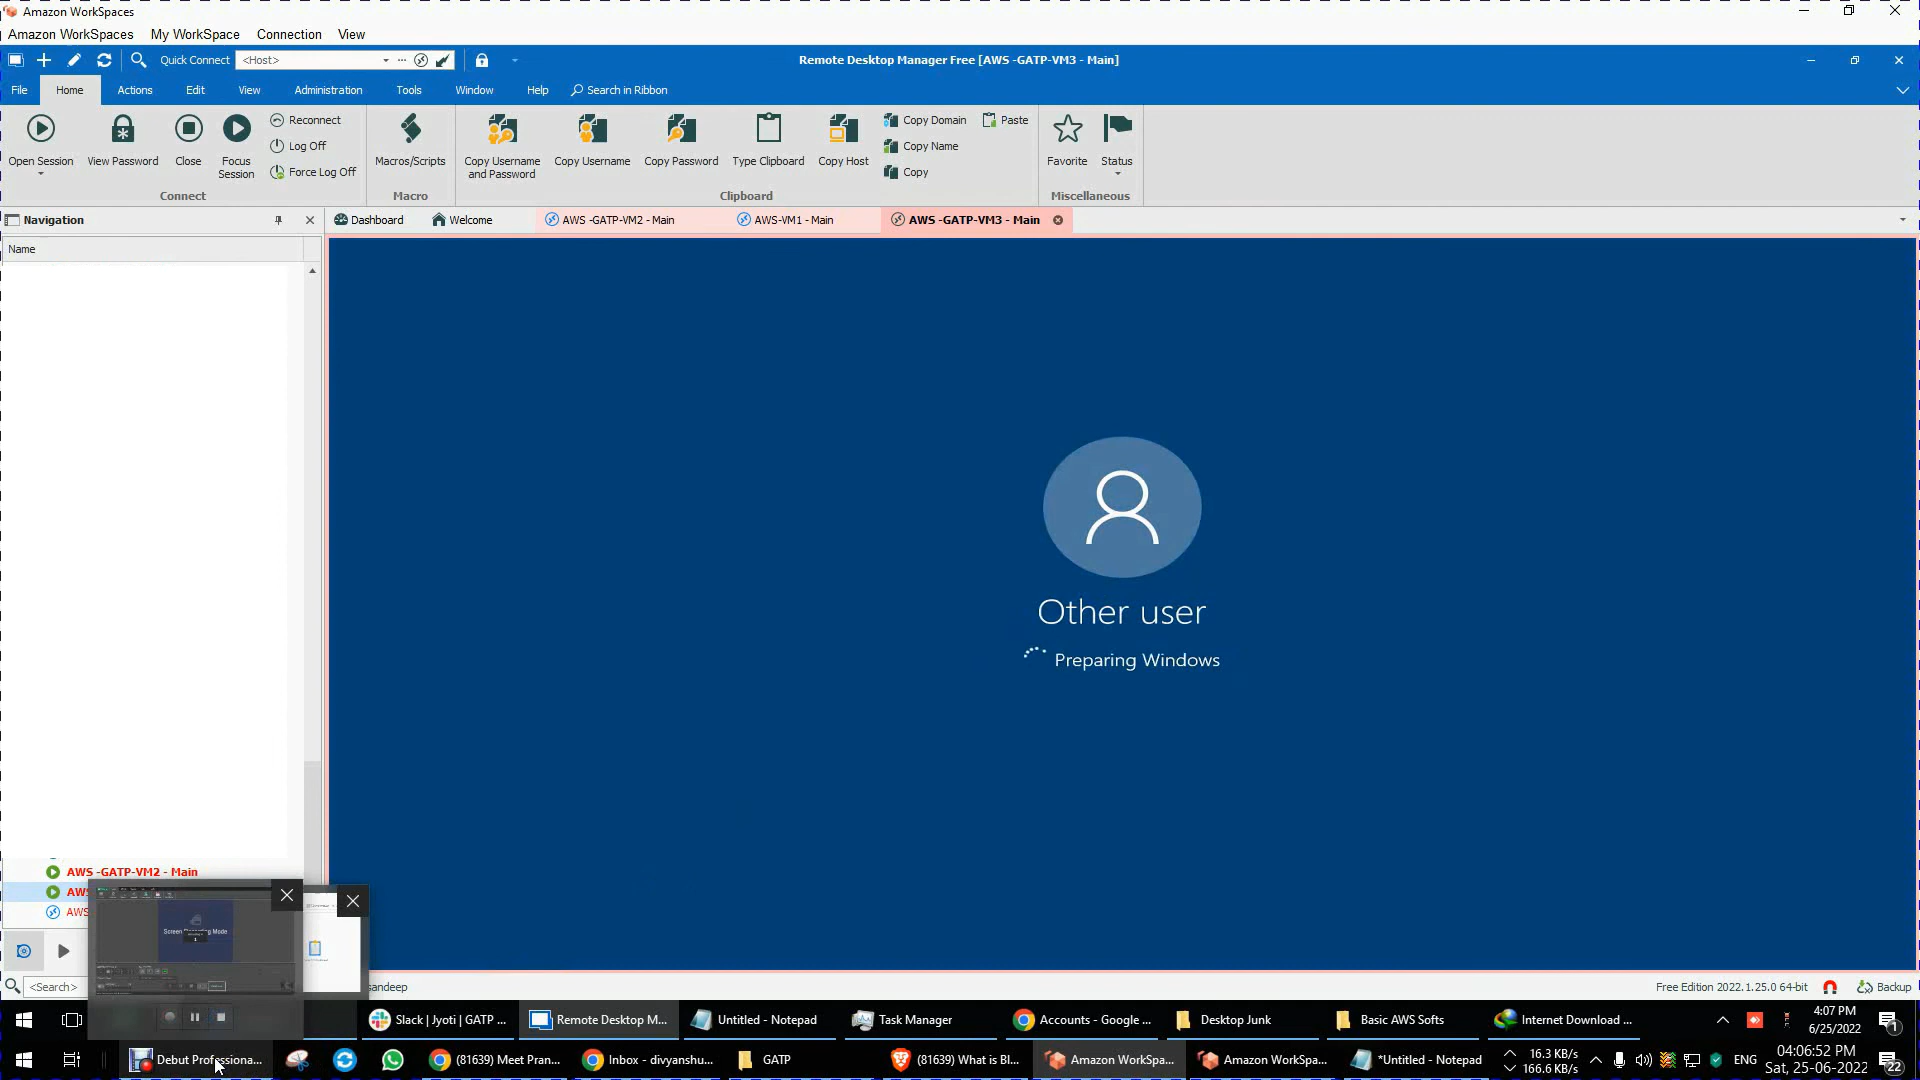 Amazon WorkSpaces
Amazon WorkSpaces My WorkSpace Connection View
Quick Connect <Host> Remote Desktop Manager Free [AWS -GATP-VM3 - Main]
File Home Actions Edit View Administration Tools Window Help Search in Ribbon
Open Session View Password Close Focus Session Reconnect Log Off Force Log Off
Connect
Macros/Scripts
Macro
Copy Username and Password Copy Username Copy Password Type Clipboard Copy Host Copy Domain Copy Name Copy Paste
Clipboard
Favorite Status
Miscellaneous
Navigation
Dashboard Welcome AWS -GATP-VM2 - Main AWS-VM1 - Main AWS -GATP-VM3 - Main
Name
Other user
Preparing Windows
AWS -GATP-VM2 - Main
AWS
AWS
Screen Recording Mode
<Search> sandeep Free Edition 2022.1.25.0 64-bit Backup
Slack | Jyoti | GATP ... Remote Desktop M... Untitled - Notepad Task Manager Accounts - Google ... Desktop Junk Basic AWS Softs Internet Download ... 4:07 PM
6/25/2022 1
Debut Professiona... (81639) Meet Pran... Inbox - divyanshu... GATP (81639) What is Bl... Amazon WorkSpa... Amazon WorkSpa... *Untitled - Notepad 16.3 KB/s
166.6 KB/s ENG 04:06:52 PM
Sat, 25-06-2022 22